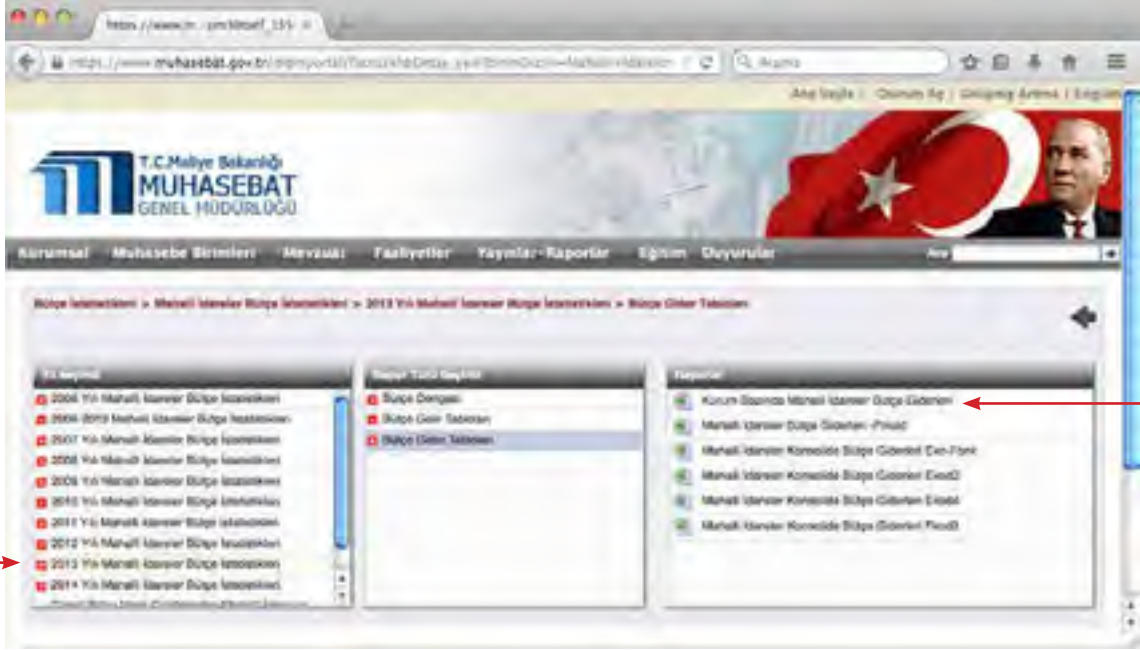 https://www.muhasebat.gov.tr
Arama
Ana Sayfa | Oturum Aç | Gelişmiş Arama | English
T.C.Maliye Bakanlığı
MUHASEBAT
GENEL MÜDÜRLÜĞÜ
Kurumsal Muhasebe Birimleri Mevzuat Faaliyetler Yayınlar-Raporlar Eğitim Duyurular Ara
Bütçe İstatistikleri » Mahalli İdareler Bütçe İstatistikleri » 2013 Yılı Mahalli İdareler Bütçe İstatistikleri » Bütçe Gider Tabloları
Yıl Seçiniz
2006 Yılı Mahalli İdareler Bütçe İstatistikleri
2006-2013 Mahalli İdareler Bütçe İstatistikleri
2007 Yılı Mahalli İdareler Bütçe İstatistikleri
2008 Yılı Mahalli İdareler Bütçe İstatistikleri
2009 Yılı Mahalli İdareler Bütçe İstatistikleri
2010 Yılı Mahalli İdareler Bütçe İstatistikleri
2011 Yılı Mahalli İdareler Bütçe İstatistikleri
2012 Yılı Mahalli İdareler Bütçe İstatistikleri
2013 Yılı Mahalli İdareler Bütçe İstatistikleri
2014 Yılı Mahalli İdareler Bütçe İstatistikleri
Rapor Türü Seçiniz
Bütçe Dengesi
Bütçe Gelir Tabloları
Bütçe Gider Tabloları
Raporlar
Kurum Bazında Mahalli İdareler Bütçe Giderleri
Mahalli İdareler Bütçe Giderleri
Mahalli İdareler Konsolide Bütçe Giderleri
Mahalli İdareler Konsolide Bütçe Giderleri
Mahalli İdareler Konsolide Bütçe Giderleri
Mahalli İdareler Konsolide Bütçe Giderleri